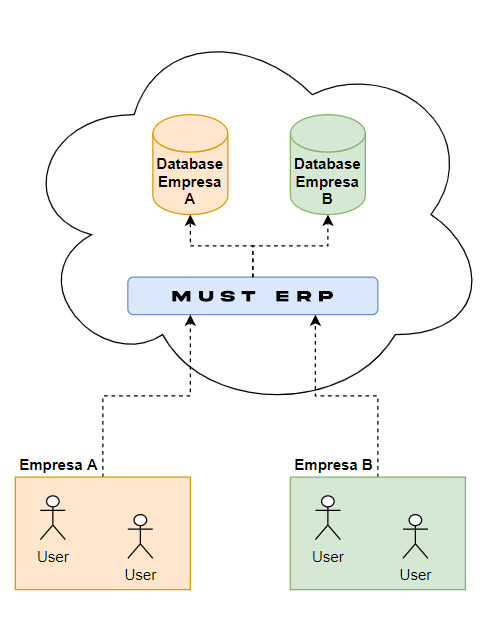 Database
Empresa
A
Database
Empresa
B
MUST ERP
Empresa A
Empresa B
User
User
User
User